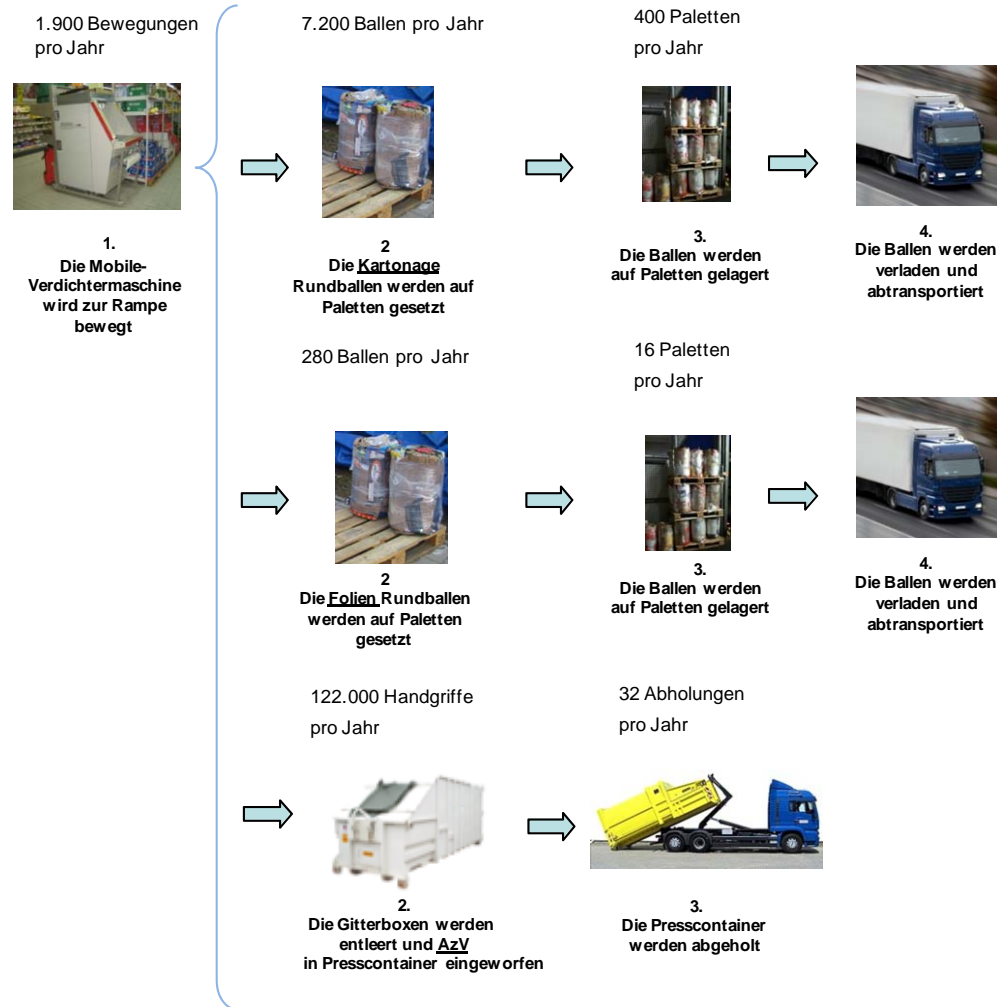 1.900 Bewegungen
pro Jahr
7.200 Ballen pro Jahr
400 Paletten
pro Jahr
1.
Die Mobile-
Verdichtermaschine
wird zur Rampe
bewegt
2
Die Kartonage
Rundballen werden auf
Paletten gesetzt
3.
Die Ballen werden
auf Paletten gelagert
4.
Die Ballen werden
verladen und
abtransportiert
280 Ballen pro Jahr
16 Paletten
pro Jahr
2
Die Folien Rundballen
werden auf Paletten
gesetzt
3.
Die Ballen werden
auf Paletten gelagert
4.
Die Ballen werden
verladen und
abtransportiert
122.000 Handgriffe
pro Jahr
32 Abholungen
pro Jahr
2.
Die Gitterboxen werden
entleert und AzV
in Presscontainer eingeworfen
3.
Die Presscontainer
werden abgeholt